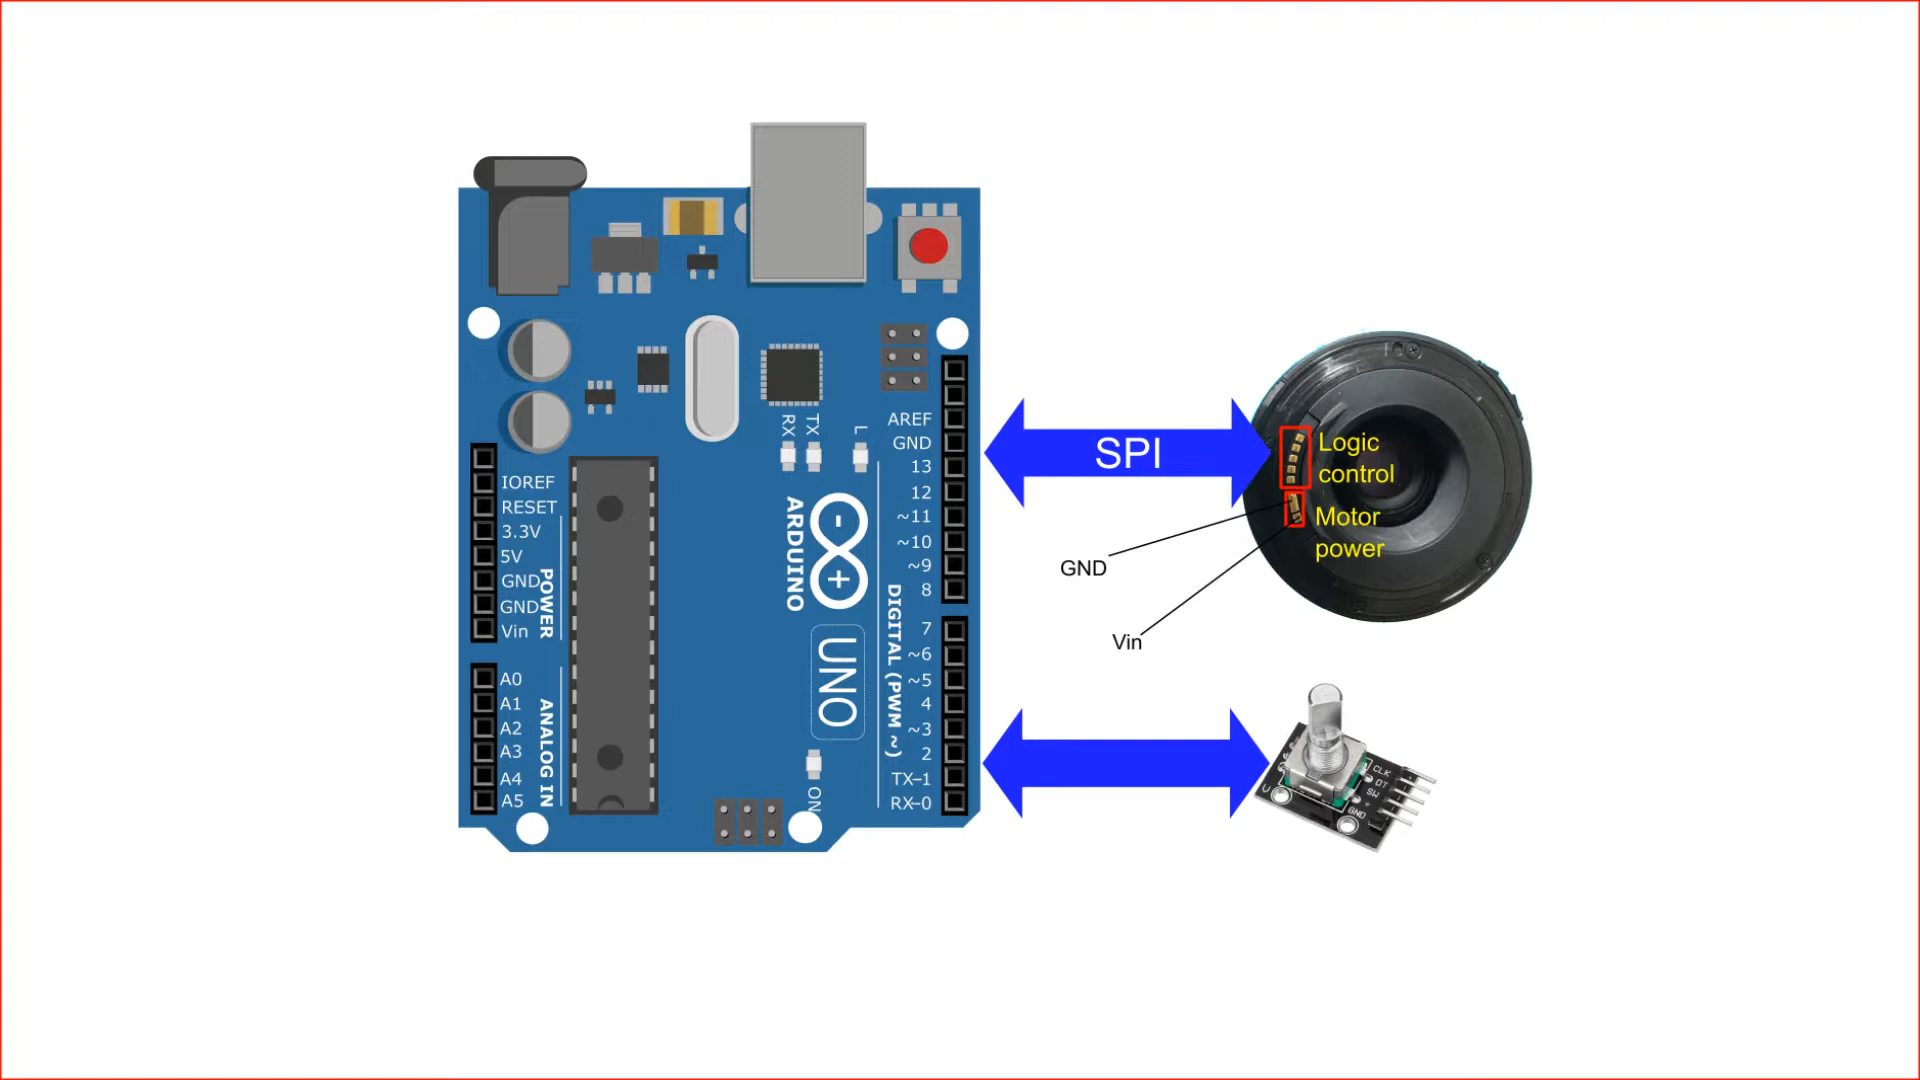 RX
TX
L
AREF
GND
13
12
~11
~10
~9
8
7
~6
~5
4
~3
2
TX-1
RX-0
DIGITAL (PWM ~)
IOREF
RESET
3.3V
5V
GND
GND
Vin
POWER
A0
A1
A2
A3
A4
A5
ANALOG IN
ARDUINO
- +
UNO
ON
SPI
Logic
control
Motor
power
GND
Vin
CLK
DT
SW
+
GND